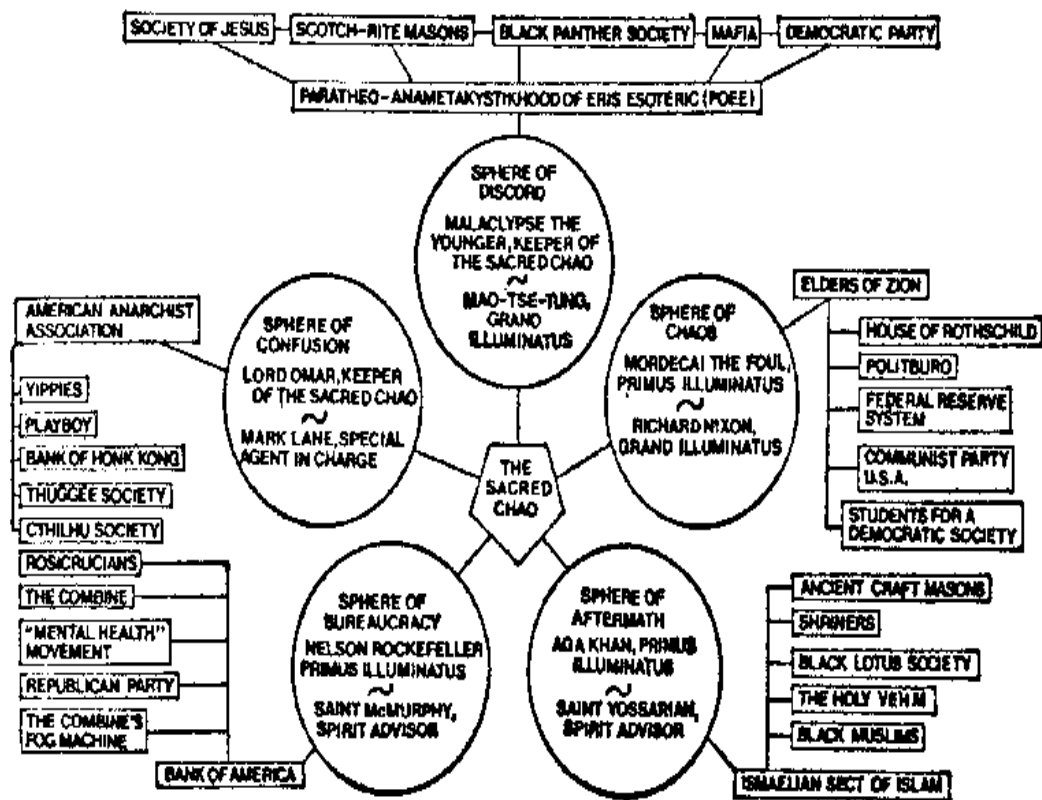 SOCIETY OF JESUS
SCOTCH-RITE MASONS
BLACK PANTHER SOCIETY
MAFIA
DEMOCRATIC PARTY
PARATHEO-ANAMETAKYSTIKHOOD OF ERIS ESOTERIC (POEE)
SPHERE OF
DISCORD
MALACLYPSE THE
YOUNGER, KEEPER OF
THE SACRED CHAO
~
MAO-TSE-TUNG,
GRAND
ILLUMINATUS
AMERICAN ANARCHIST
ASSOCIATION
YIPPIES
PLAYBOY
BANK OF HONK KONG
THUGGEE SOCIETY
CTHILHU SOCIETY
SPHERE OF
CONFUSION
LORD OMAR, KEEPER
OF THE SACRED CHAO
~
MARK LANE, SPECIAL
AGENT IN CHARGE
SPHERE OF
CHAOS
MORDECAI THE FOUL,
PRIMUS ILLUMINATUS
~
RICHARD NIXON,
GRAND ILLUMINATUS
ELDERS OF ZION
HOUSE OF ROTHSCHILD
POLITBURO
FEDERAL RESERVE
SYSTEM
COMMUNIST PARTY
U.S.A.
STUDENTS FOR A
DEMOCRATIC SOCIETY
THE
SACRED
CHAO
ROSICRUCIANS
THE COMBINE
"MENTAL HEALTH"
MOVEMENT
REPUBLICAN PARTY
THE COMBINE'S
FOG MACHINE
BANK OF AMERICA
SPHERE OF
BUREAUCRACY
NELSON ROCKEFELLER
PRIMUS ILLUMINATUS
~
SAINT McMURPHY,
SPIRIT ADVISOR
SPHERE OF
AFTERMATH
AGA KHAN, PRIMUS
ILLUMINATUS
~
SAINT YOSSARIAN,
SPIRIT ADVISOR
ANCIENT CRAFT MASONS
SHRINERS
BLACK LOTUS SOCIETY
THE HOLY VEHM
BLACK MUSLIMS
ISMAELIAN SECT OF ISLAM